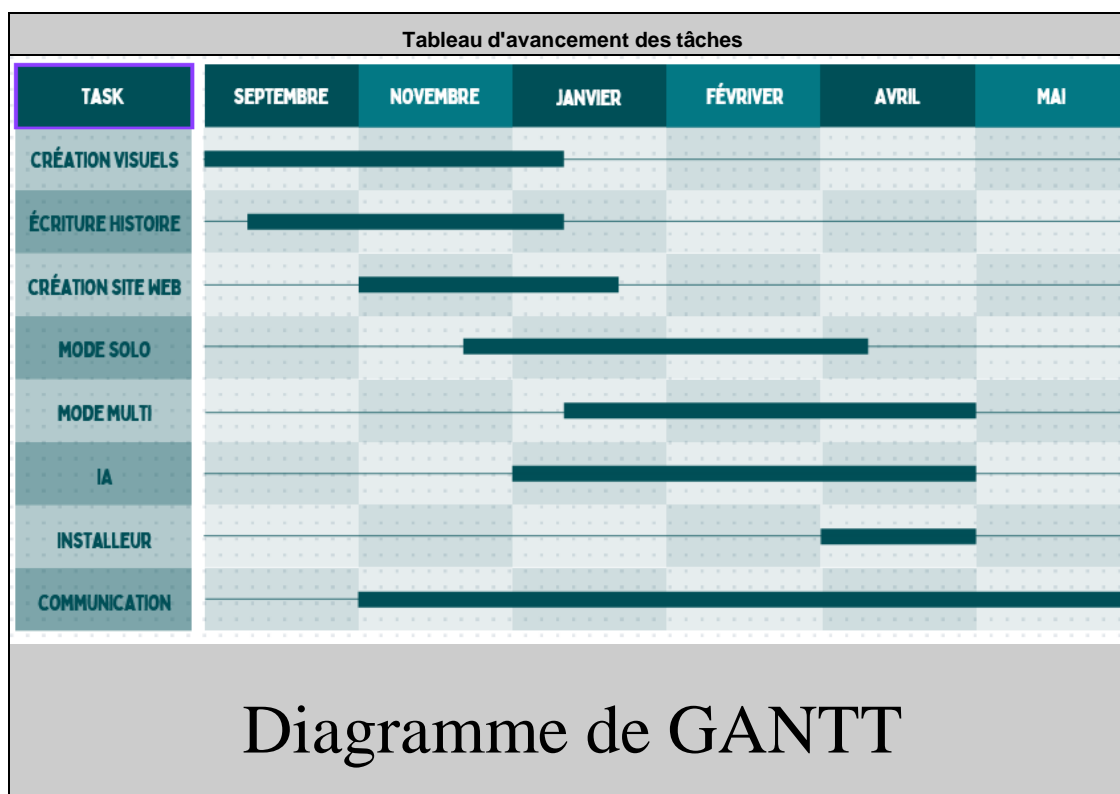 Tableau d'avancement des tâches
TASK SEPTEMBRE NOVEMBRE JANVIER FÉVRIVER AVRIL MAI
CRÉATION VISUELS
ÉCRITURE HISTOIRE
CRÉATION SITE WEB
MODE SOLO
MODE MULTI
IA
INSTALLEUR
COMMUNICATION
Diagramme de GANTT